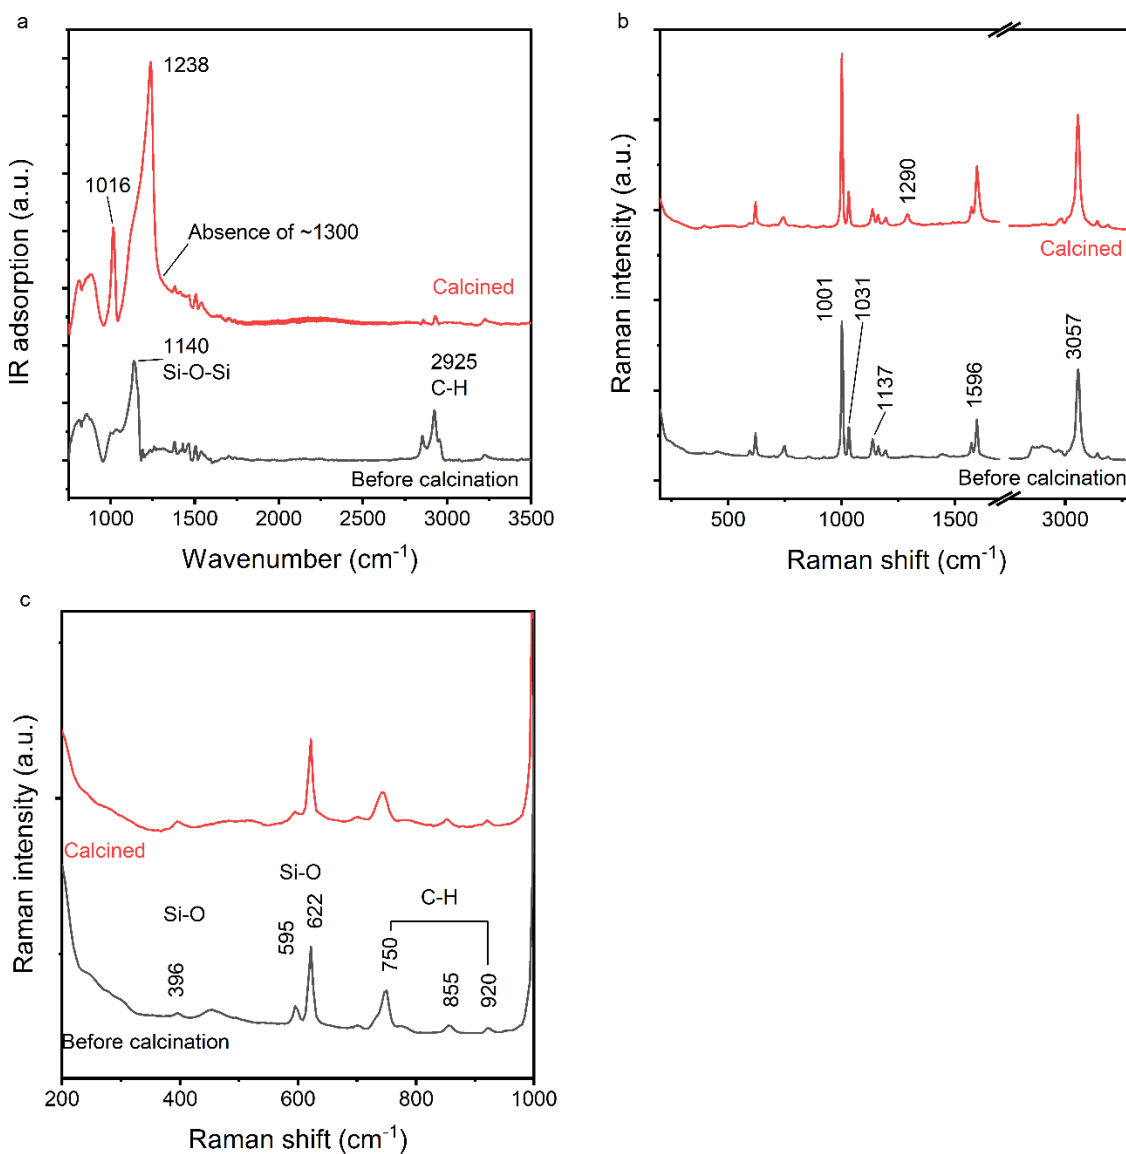 a
1238
1016
Absence of ~1300
Calcined
1140
Si-O-Si
2925
C-H
Before calcination
IR adsorption (a.u.)
1000 1500 2000 2500 3000 3500
Wavenumber (cm-1)
b
1290
Calcined
1001
1031
1137
1596
3057
Before calcination
Raman intensity (a.u.)
500 1000 1500 3000
Raman shift (cm-1)
c
Calcined
Si-O
Si-O
C-H
396
595
622
750
855
920
Before calcination
Raman intensity (a.u.)
200 400 600 800 1000
Raman shift (cm-1)